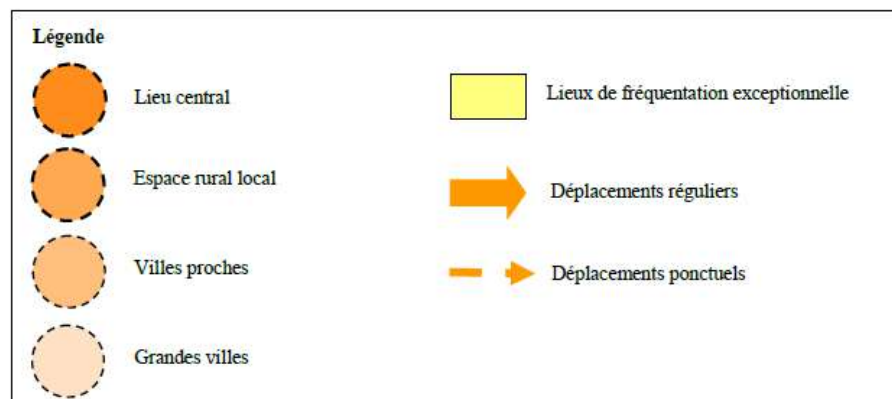 Légende
Lieu central
Espace rural local
Villes proches
Grandes villes
Lieux de fréquentation exceptionnelle
Déplacements réguliers
Déplacements ponctuels